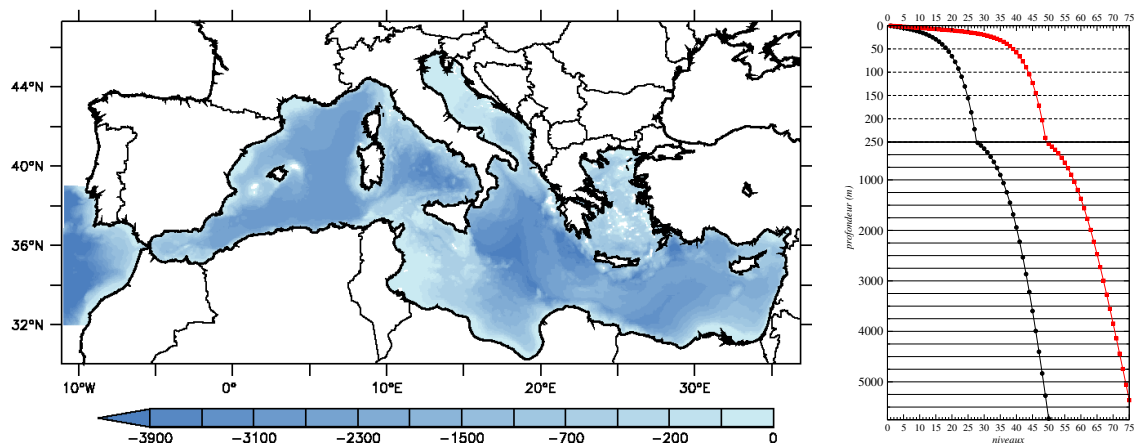 44°N
40°N
36°N
32°N
10°W 0° 10°E 20°E 30°E
−3900 −3100 −2300 −1500 −700 −200 0
0 5 10 15 20 25 30 35 40 45 50 55 60 65 70 75
0
50
100
150
200
250
1000
2000
3000
4000
5000
profondeur (m)
0 5 10 15 20 25 30 35 40 45 50 55 60 65 70 75
niveaux